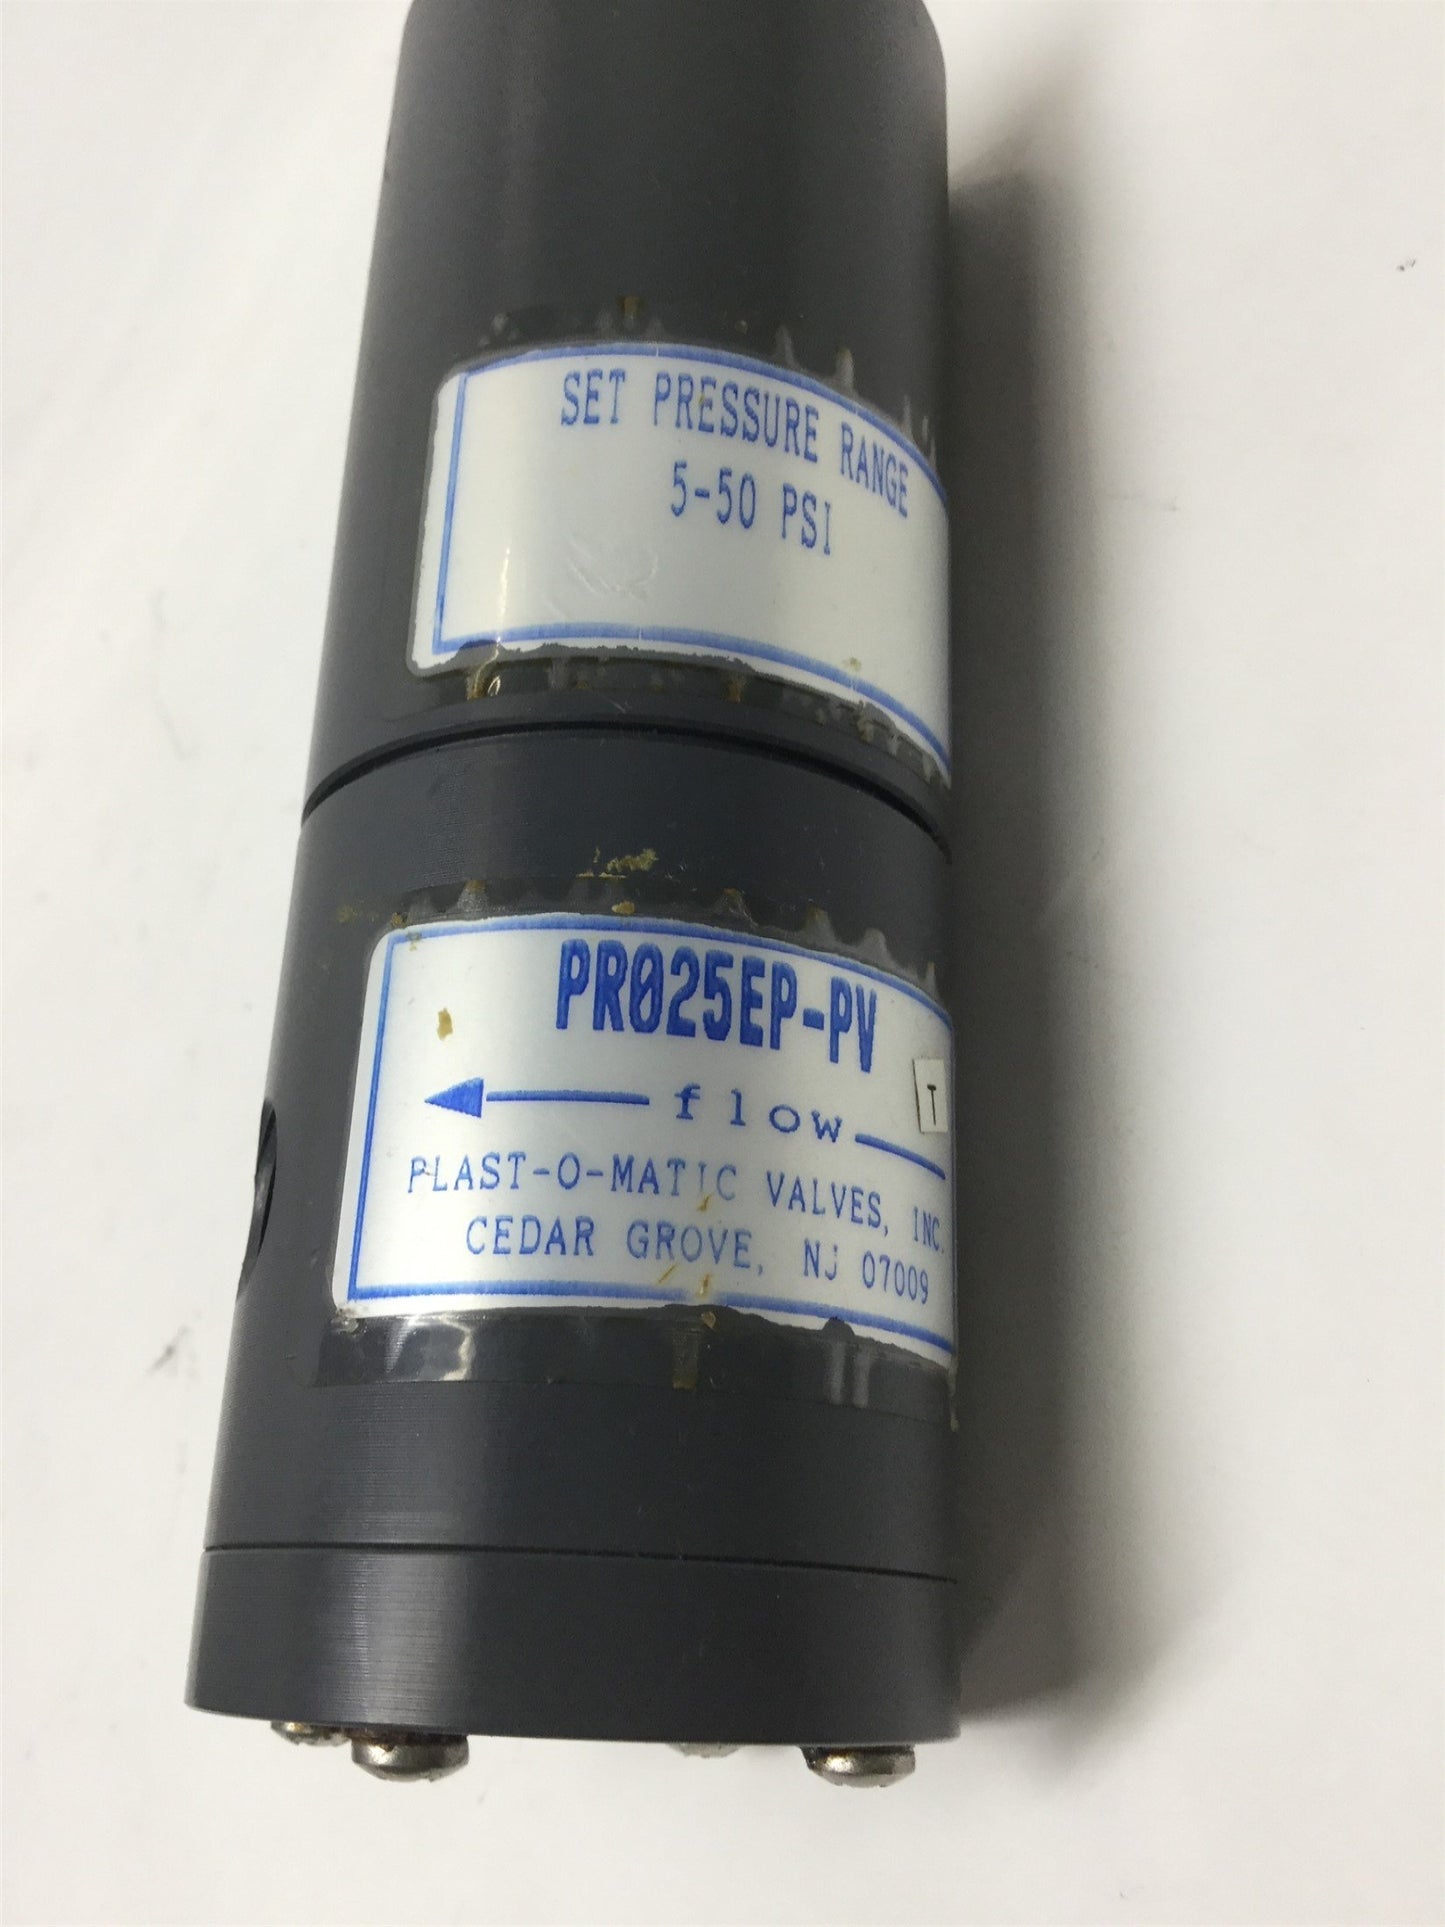 SET PRESSURE RANGE
5-50 PSI
PR025EP-PV
flow
T
PLAST-O-MATIC VALVES, INC.
CEDAR GROVE, NJ 07009